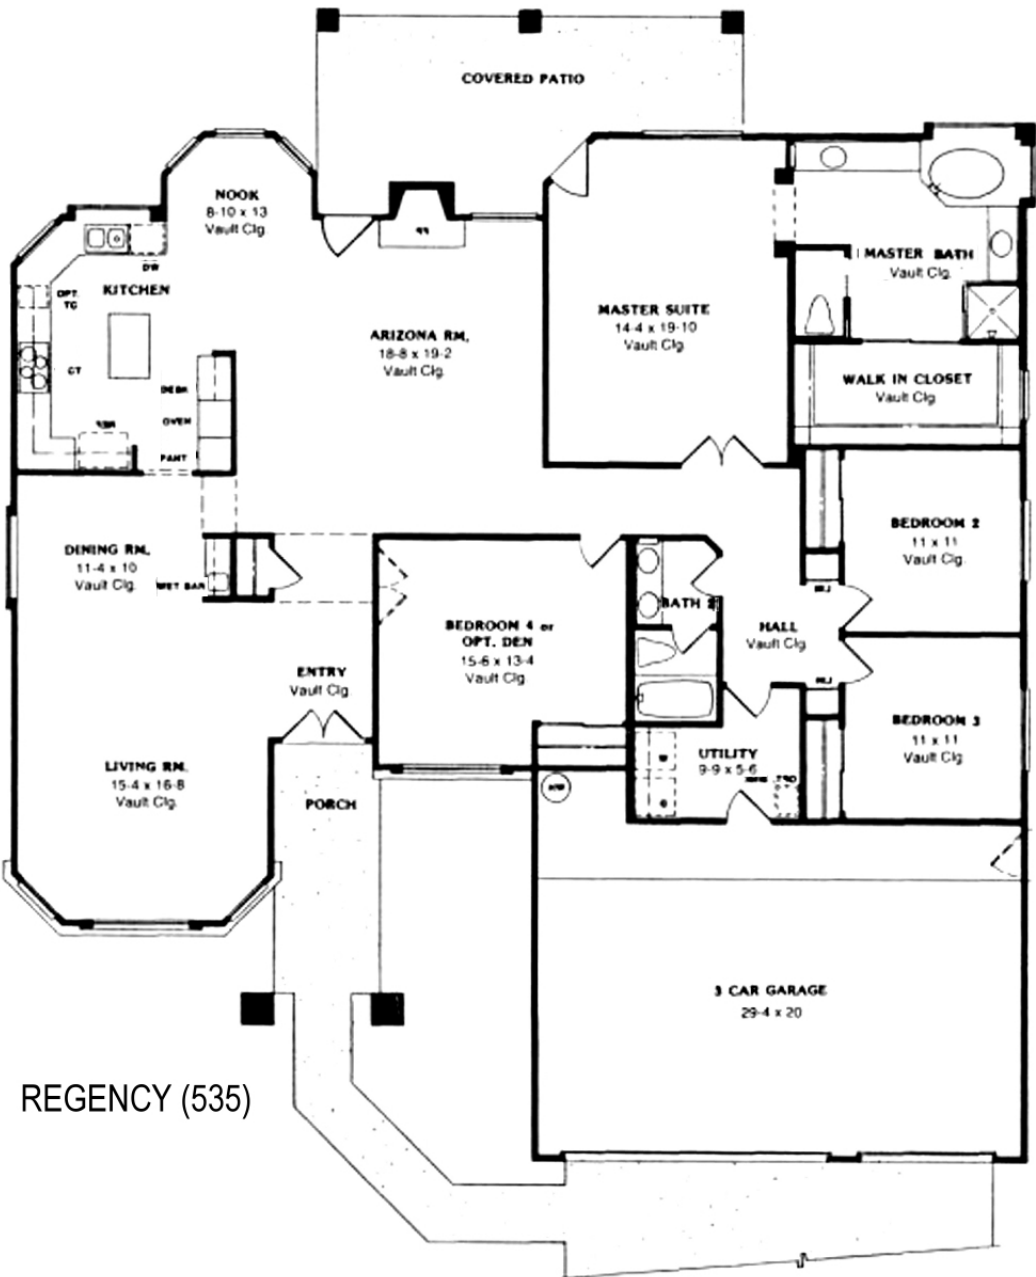 COVERED PATIO
NOOK
8-10 x 13
Vault Clg.
MASTER BATH
Vault Clg.
DW
KITCHEN
OPT.
TC
MASTER SUITE
14-4 x 19-10
Vault Clg.
ARIZONA RM.
18-8 x 19-2
Vault Clg.
CT
WALK IN CLOSET
Vault Clg.
DESK
OVEN
REF
PANT
BEDROOM 2
11 x 11
Vault Clg.
DINING RM.
11-4 x 10
Vault Clg.
WET BAR
BATH 2
BEDROOM 4 or
OPT. DEN
15-6 x 13-4
Vault Clg.
HALL
Vault Clg.
ENTRY
Vault Clg.
BEDROOM 3
11 x 11
Vault Clg.
UTILITY
9-9 x 5-6
OPT.
W
D
LIVING RM.
15-4 x 16-8
Vault Clg.
PORCH
3 CAR GARAGE
29-4 x 20
REGENCY (535)